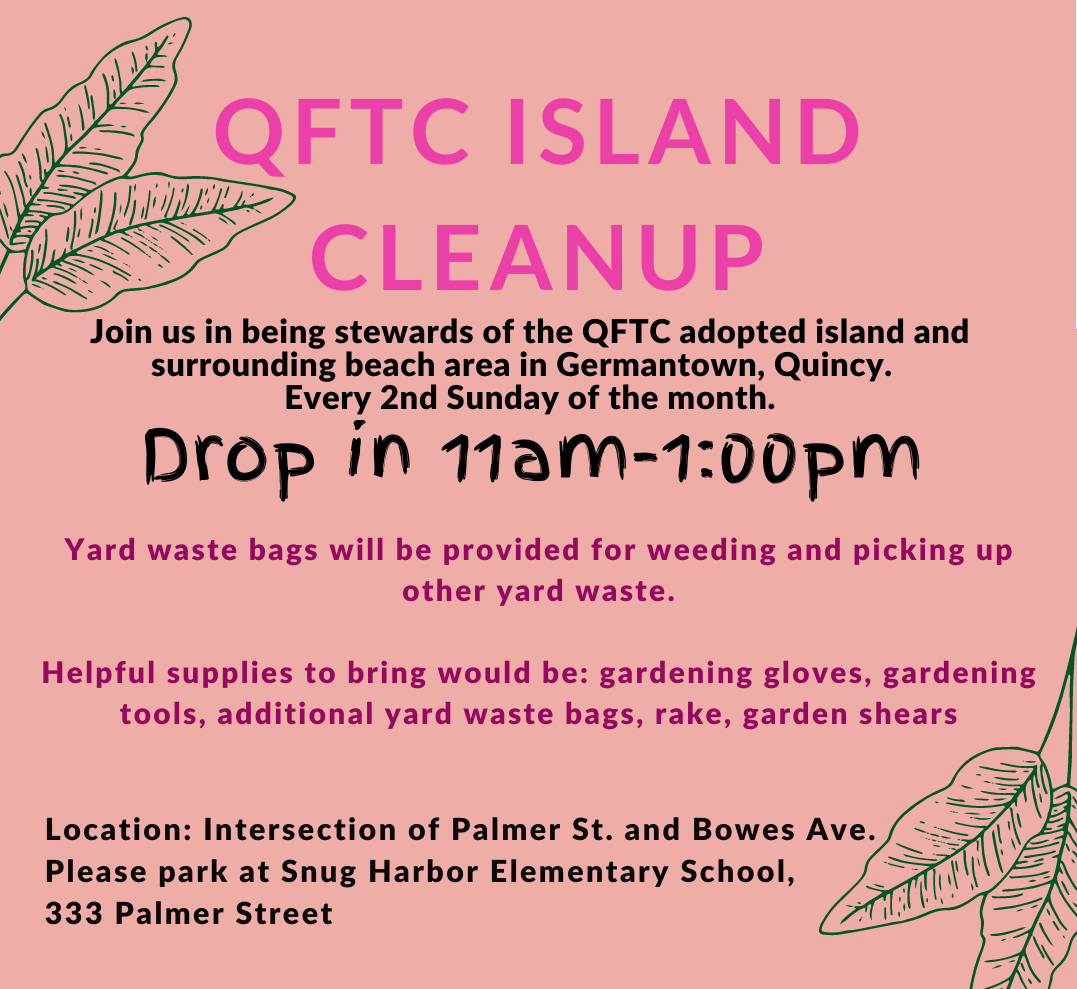 QFTC ISLAND
CLEANUP
Join us in being stewards of the QFTC adopted island and
surrounding beach area in Germantown, Quincy.
Every 2nd Sunday of the month.
Drop in 11am-1:00pm
Yard waste bags will be provided for weeding and picking up
other yard waste.
Helpful supplies to bring would be: gardening gloves, gardening
tools, additional yard waste bags, rake, garden shears
Location: Intersection of Palmer St. and Bowes Ave.
Please park at Snug Harbor Elementary School,
333 Palmer Street